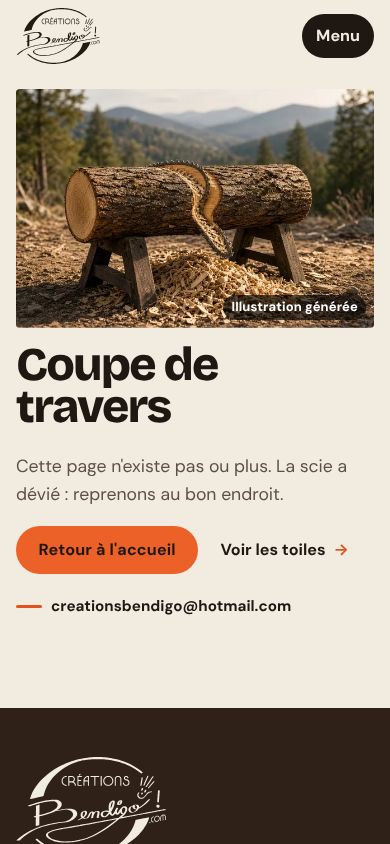 CRÉATIONS
Bendigo !
.com
Menu
Illustration générée
Coupe de
travers
Cette page n'existe pas ou plus. La scie a
dévié : reprenons au bon endroit.
Retour à l'accueil
Voir les toiles →
creationsbendigo@hotmail.com
CRÉATIONS
Bendigo !
.com